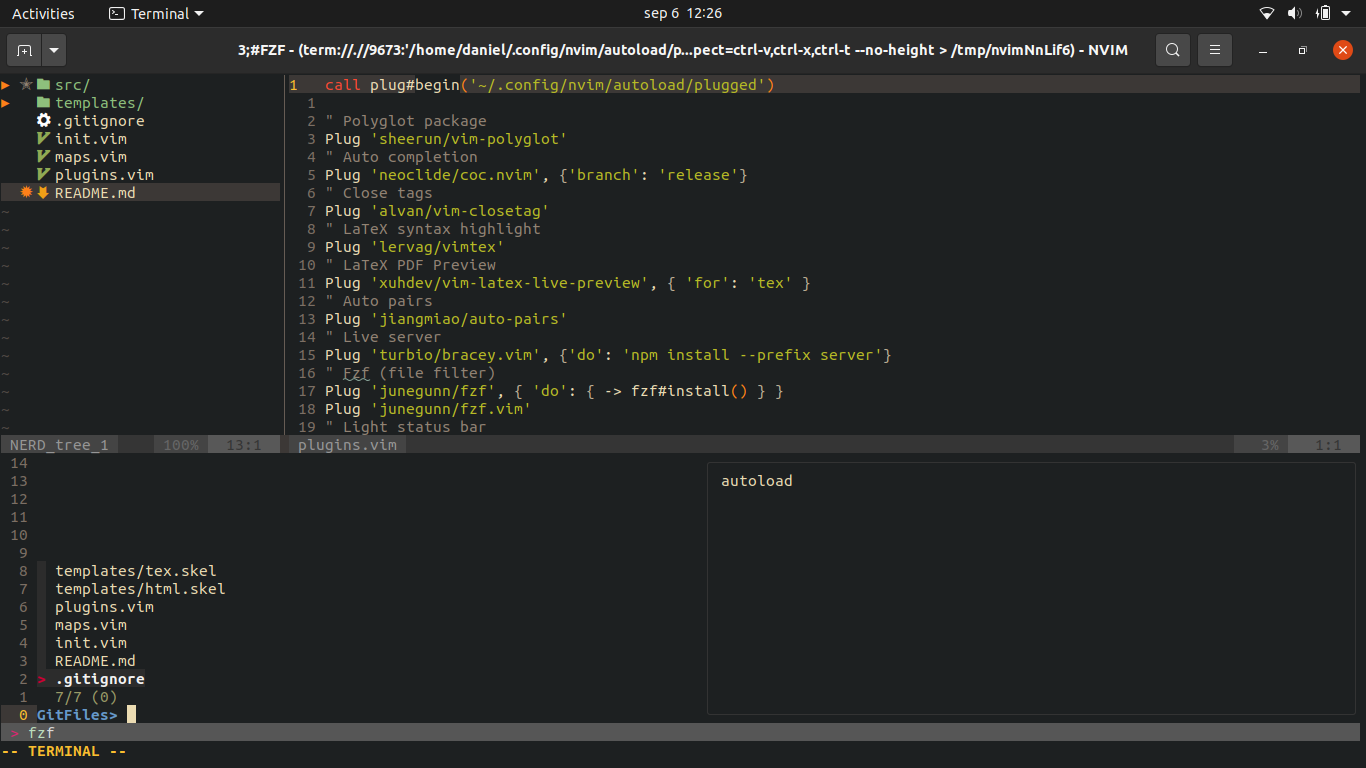 Activities
Terminal
sep 6 12:26
3;#FZF - (term://.//9673:'/home/daniel/.config/nvim/autoload/p...pect=ctrl-v,ctrl-x,ctrl-t --no-height > /tmp/nvimNnLif6) - NVIM
src/
templates/
.gitignore
init.vim
maps.vim
plugins.vim
README.md
~
~
~
~
~
~
~
~
~
~
~
~
~
1 call plug#begin('~/.config/nvim/autoload/plugged')
1
2 " Polyglot package
3 Plug 'sheerun/vim-polyglot'
4 " Auto completion
5 Plug 'neoclide/coc.nvim', {'branch': 'release'}
6 " Close tags
7 Plug 'alvan/vim-closetag'
8 " LaTeX syntax highlight
9 Plug 'lervag/vimtex'
10 " LaTeX PDF Preview
11 Plug 'xuhdev/vim-latex-live-preview', { 'for': 'tex' }
12 " Auto pairs
13 Plug 'jiangmiao/auto-pairs'
14 " Live server
15 Plug 'turbio/bracey.vim', {'do': 'npm install --prefix server'}
16 " Fzf (file filter)
17 Plug 'junegunn/fzf', { 'do': { -> fzf#install() } }
18 Plug 'junegunn/fzf.vim'
19 " Light status bar
NERD_tree_1 100% 13:1
plugins.vim 3% 1:1
14
13
12
11
10
9
8 templates/tex.skel
7 templates/html.skel
6 plugins.vim
5 maps.vim
4 init.vim
3 README.md
2 > .gitignore
1 7/7 (0)
0 GitFiles>
autoload
> fzf
-- TERMINAL --